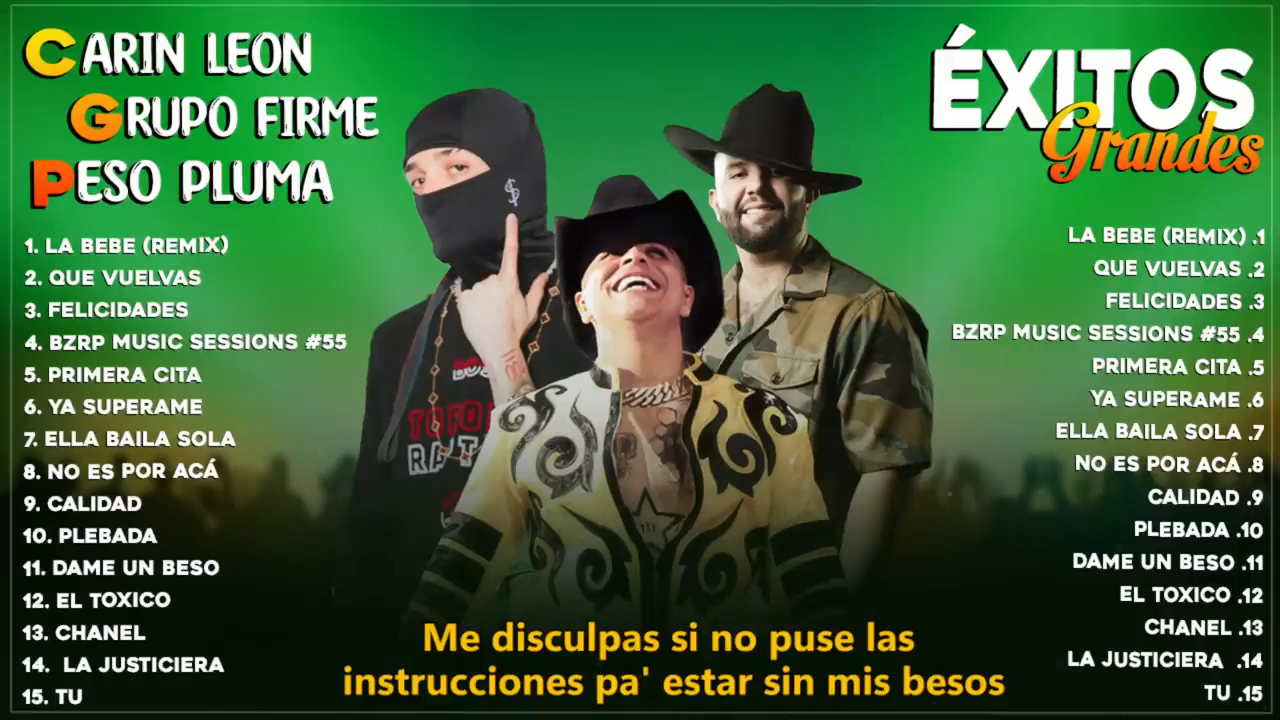 CARIN LEON
GRUPO FIRME
PESO PLUMA
1. LA BEBE (REMIX)
2. QUE VUELVAS
3. FELICIDADES
4. BZRP MUSIC SESSIONS #55
5. PRIMERA CITA
6. YA SUPERAME
7. ELLA BAILA SOLA
8. NO ES POR ACÁ
9. CALIDAD
10. PLEBADA
11. DAME UN BESO
12. EL TOXICO
13. CHANEL
14. LA JUSTICIERA
15. TU
ÉXITOS
Grandes
LA BEBE (REMIX) .1
QUE VUELVAS .2
FELICIDADES .3
BZRP MUSIC SESSIONS #55 .4
PRIMERA CITA .5
YA SUPERAME .6
ELLA BAILA SOLA .7
NO ES POR ACÁ .8
CALIDAD .9
PLEBADA .10
DAME UN BESO .11
EL TOXICO .12
CHANEL .13
LA JUSTICIERA .14
TU .15
Me disculpas si no puse las
instrucciones pa' estar sin mis besos